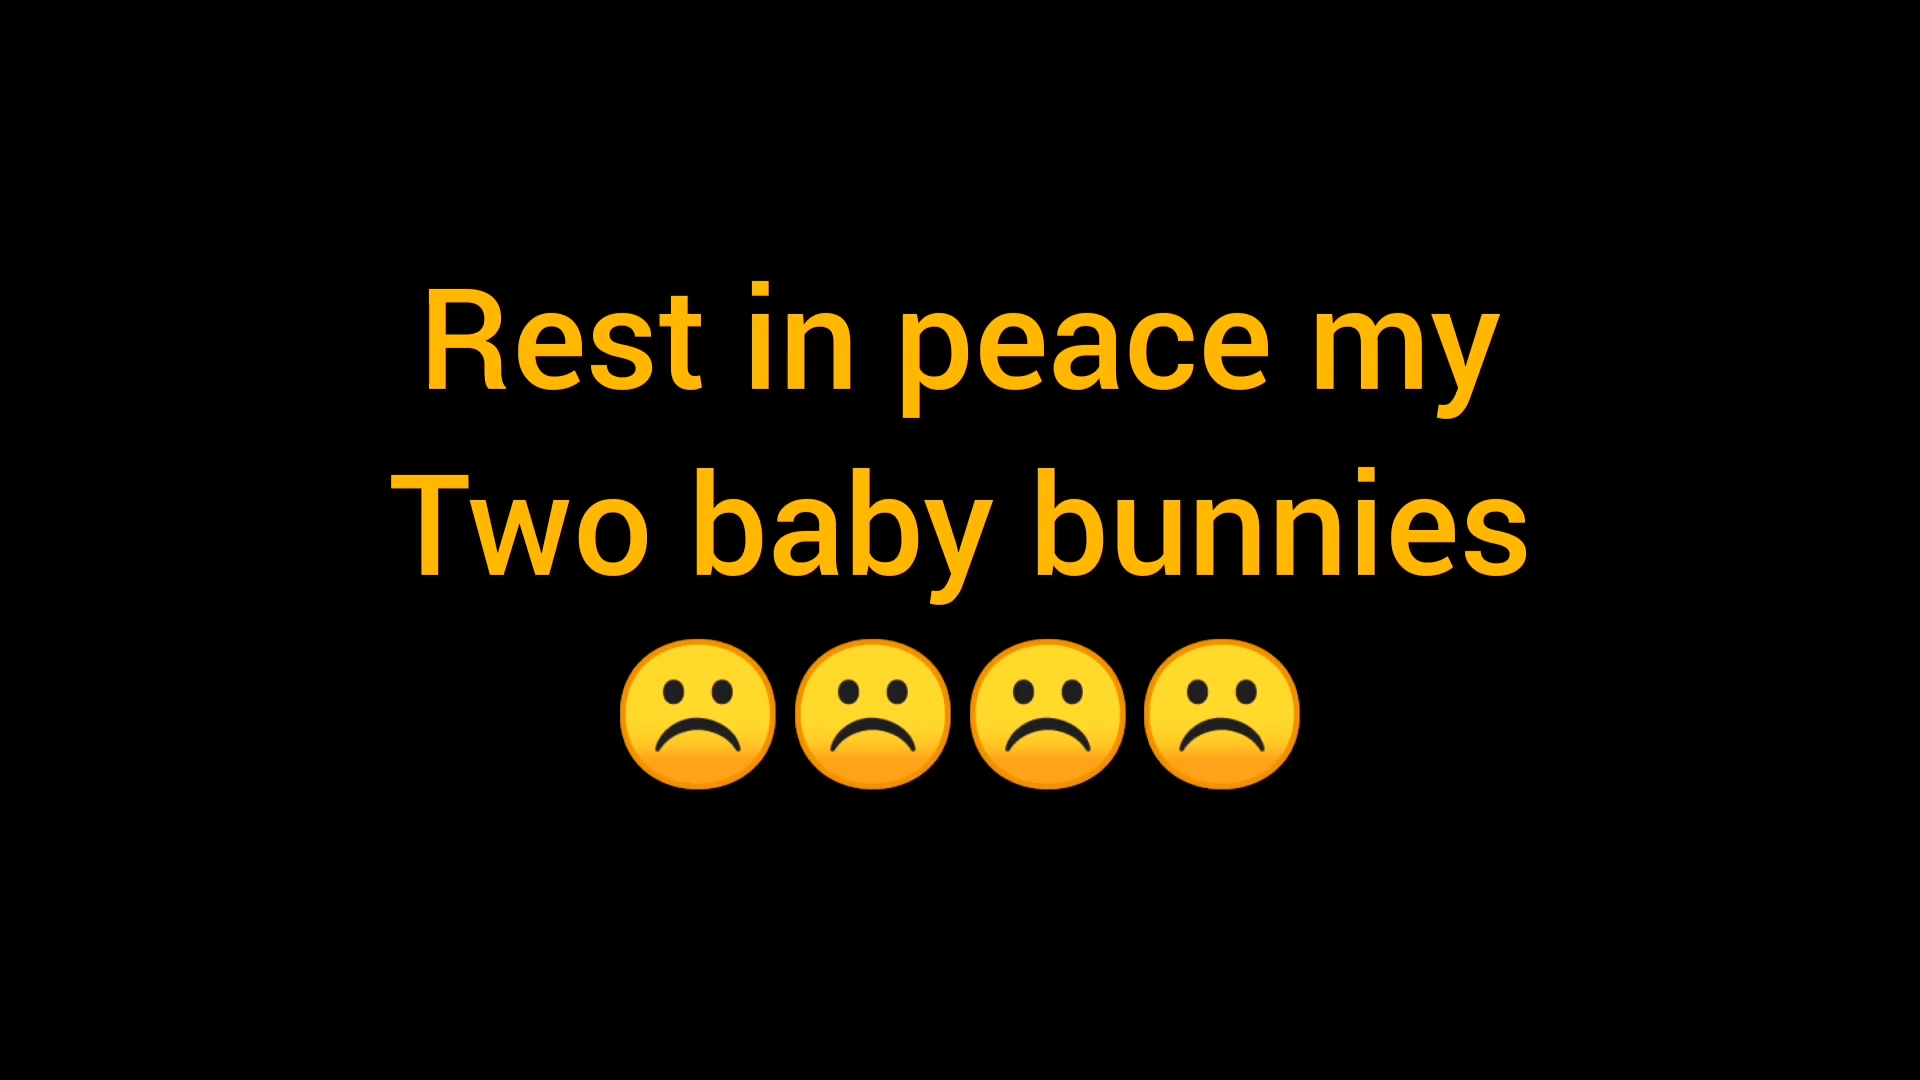 Rest in peace my
Two baby bunnies
☹️☹️☹️☹️